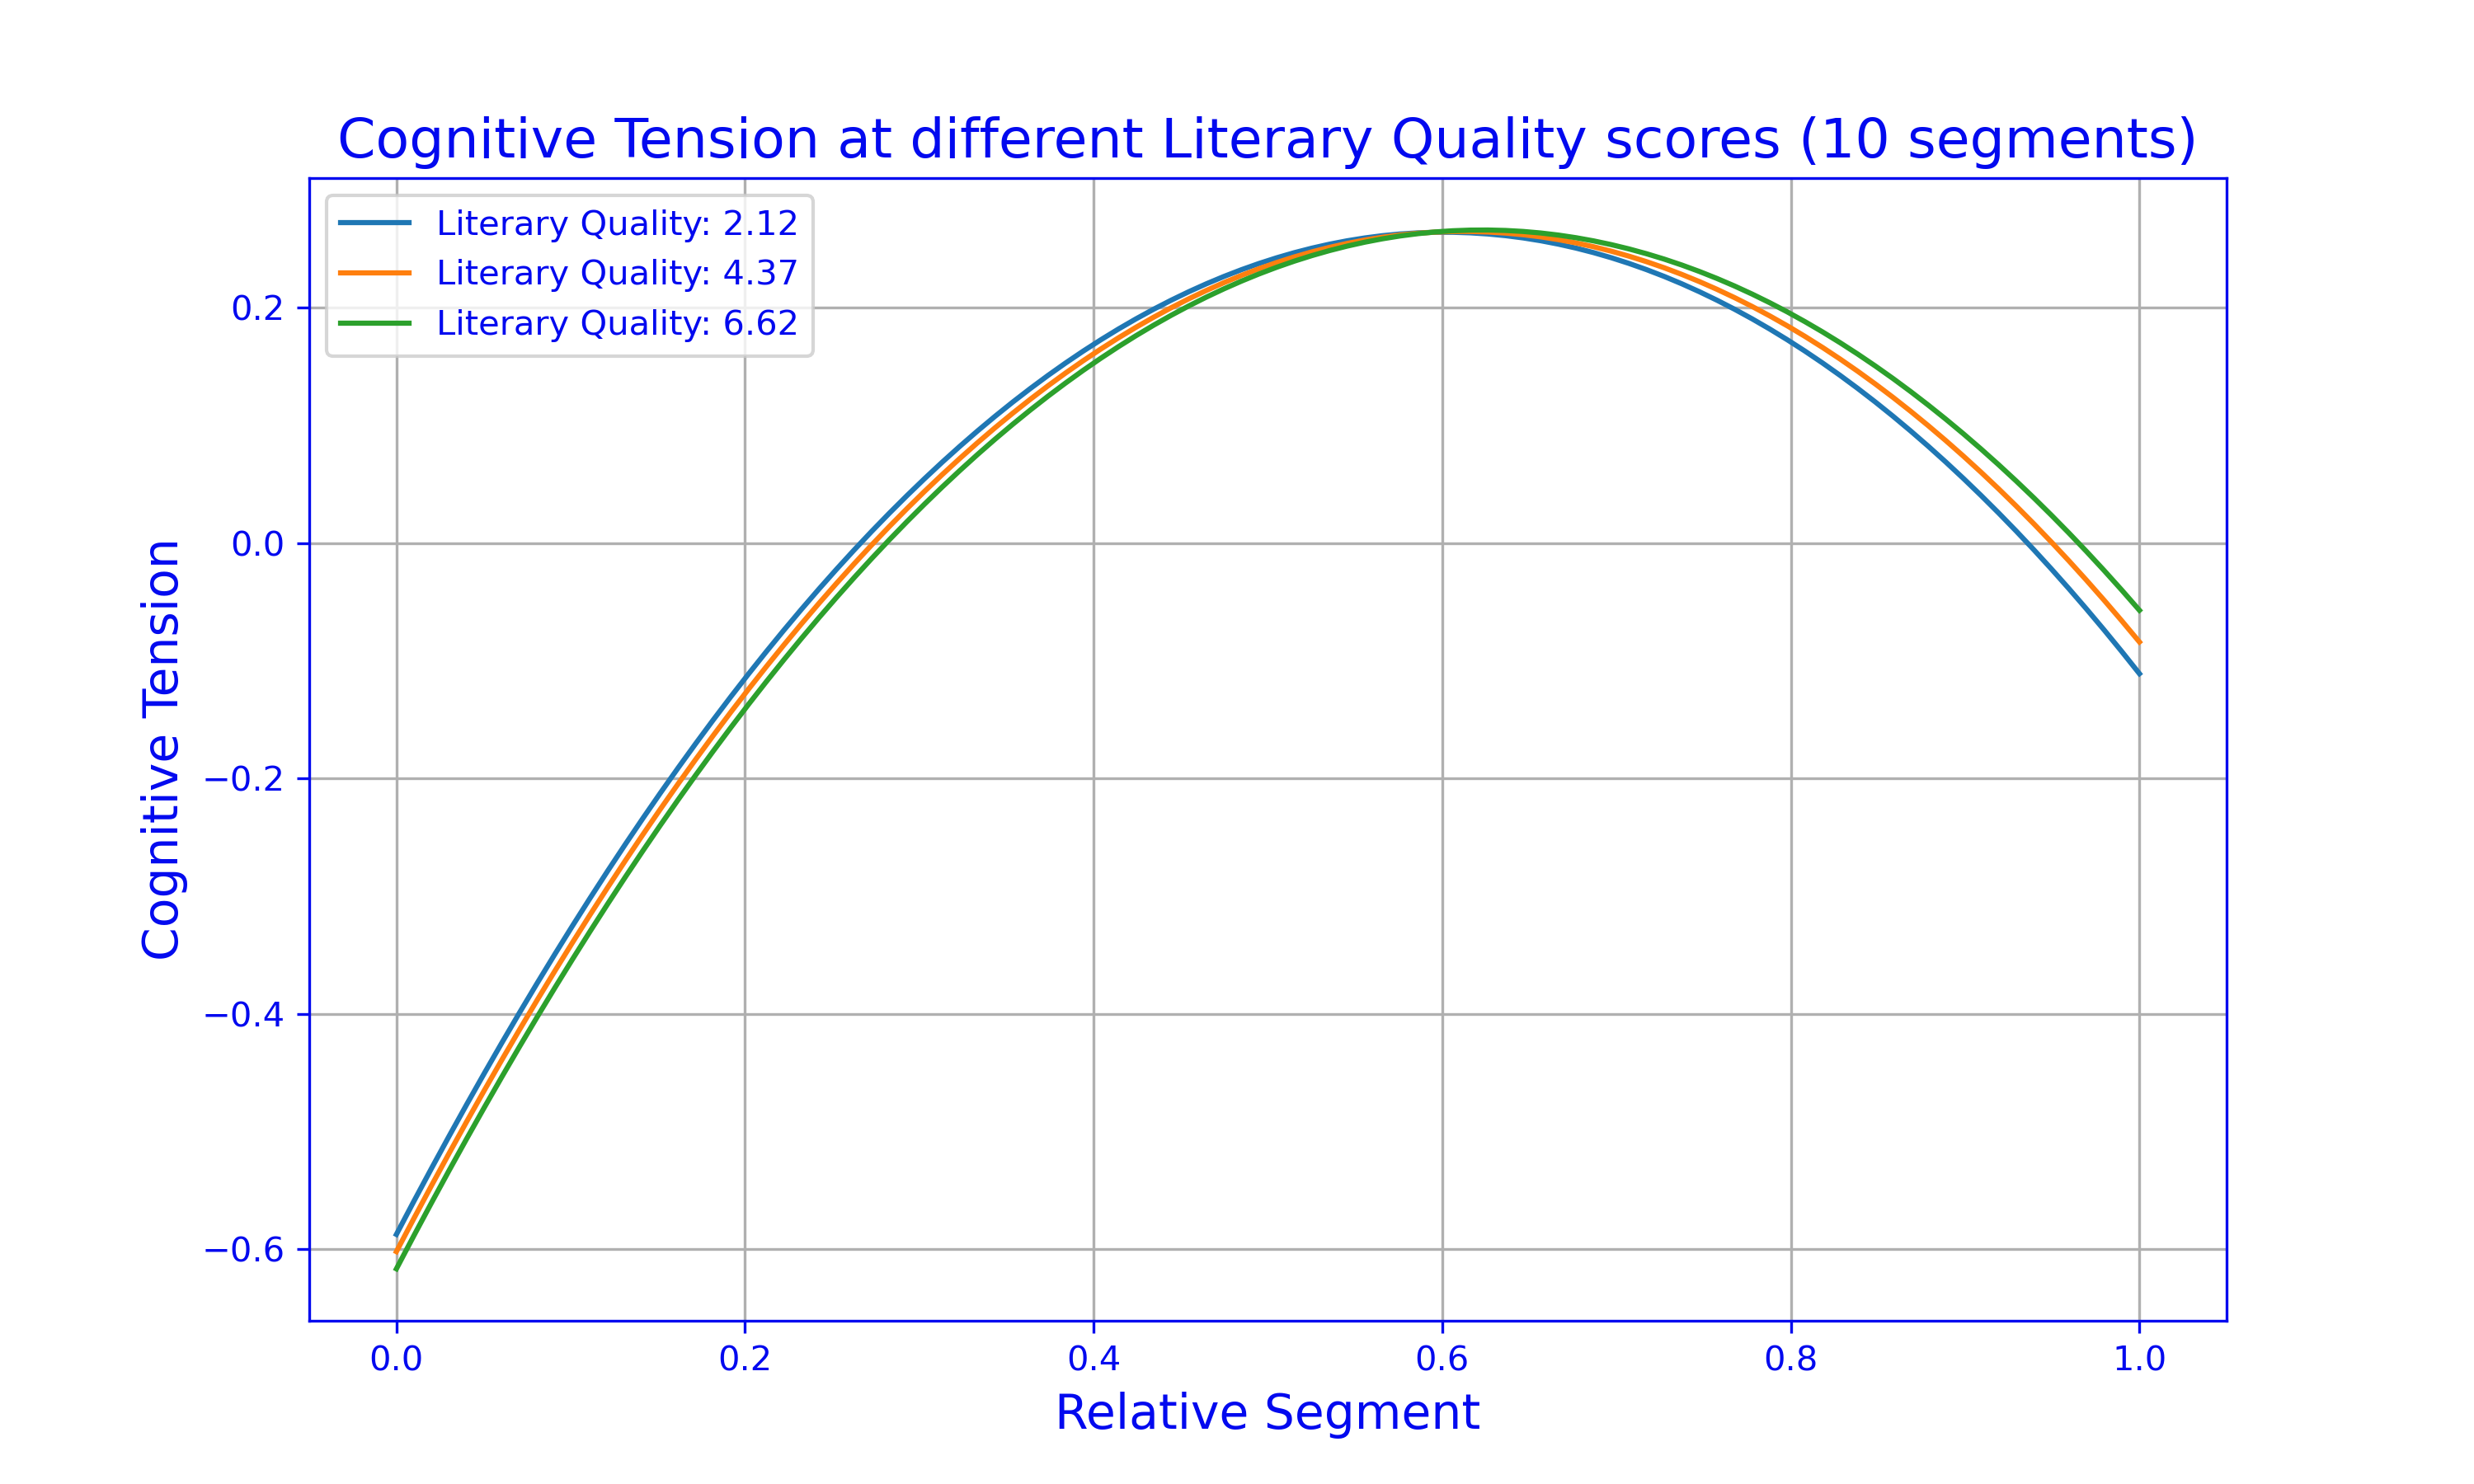 Cognitive Tension at different Literary Quality scores (10 segments)
Literary Quality: 2.12
Literary Quality: 4.37
Literary Quality: 6.62
0.2
0.0
−0.2
−0.4
−0.6
Cognitive Tension
0.0 0.2 0.4 0.6 0.8 1.0
Relative Segment